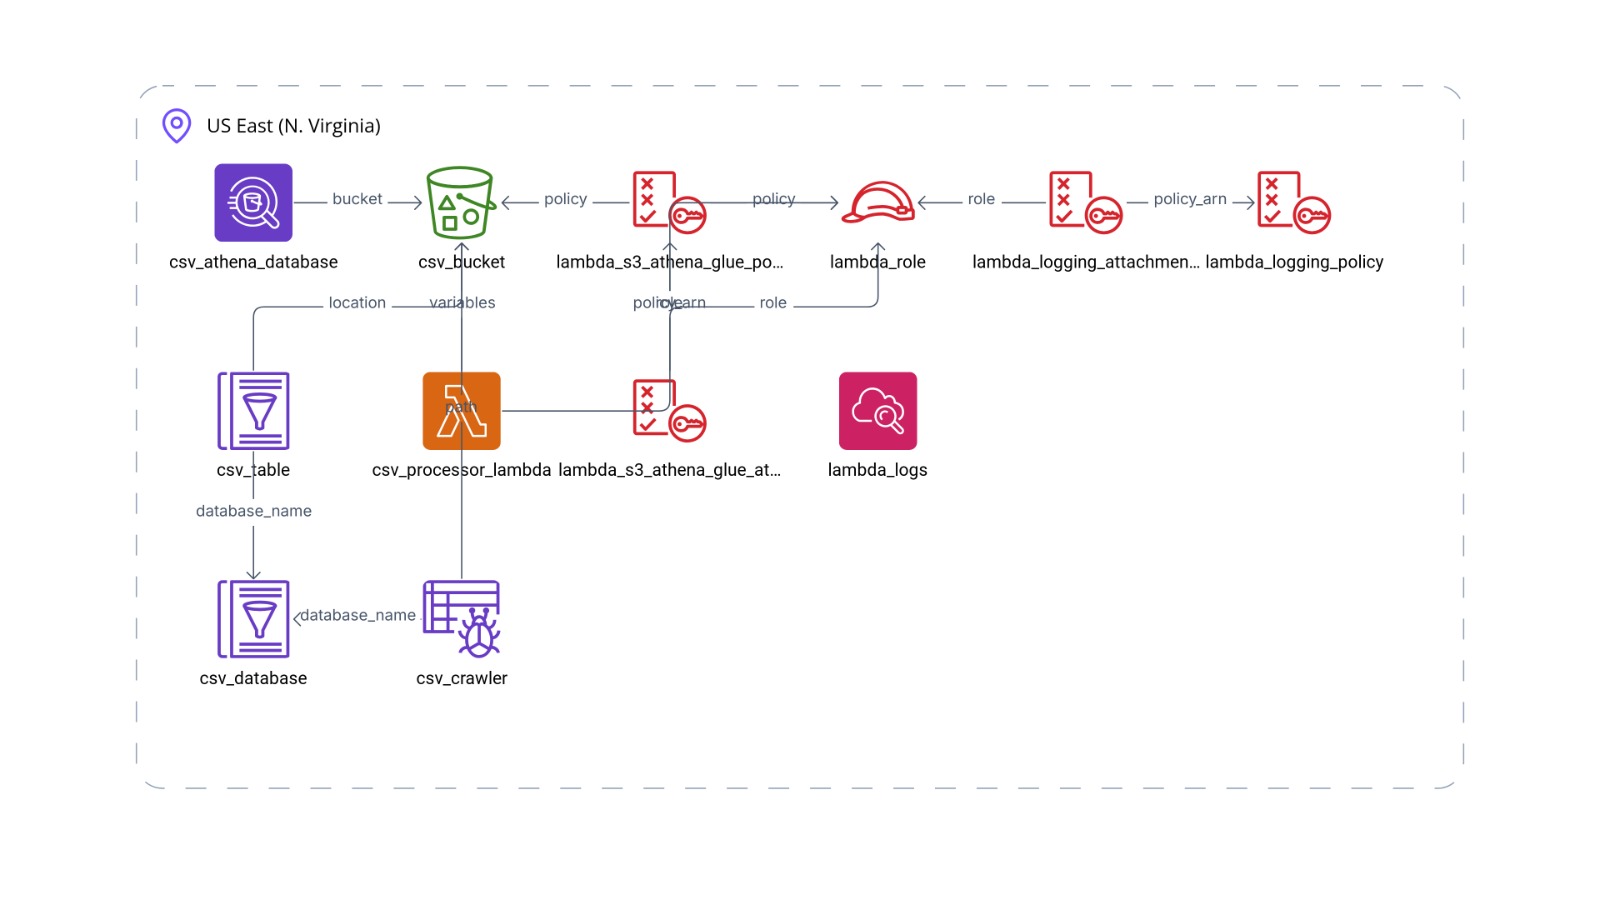 US East (N. Virginia)
bucket
policy
policy
role
policy_arn
csv_athena_database
csv_bucket
lambda_s3_athena_glue_po...
lambda_role
lambda_logging_attachmen...
lambda_logging_policy
location
variables
policy_arn
role
role
path
csv_table
csv_processor_lambda
lambda_s3_athena_glue_at...
lambda_logs
database_name
database_name
csv_database
csv_crawler